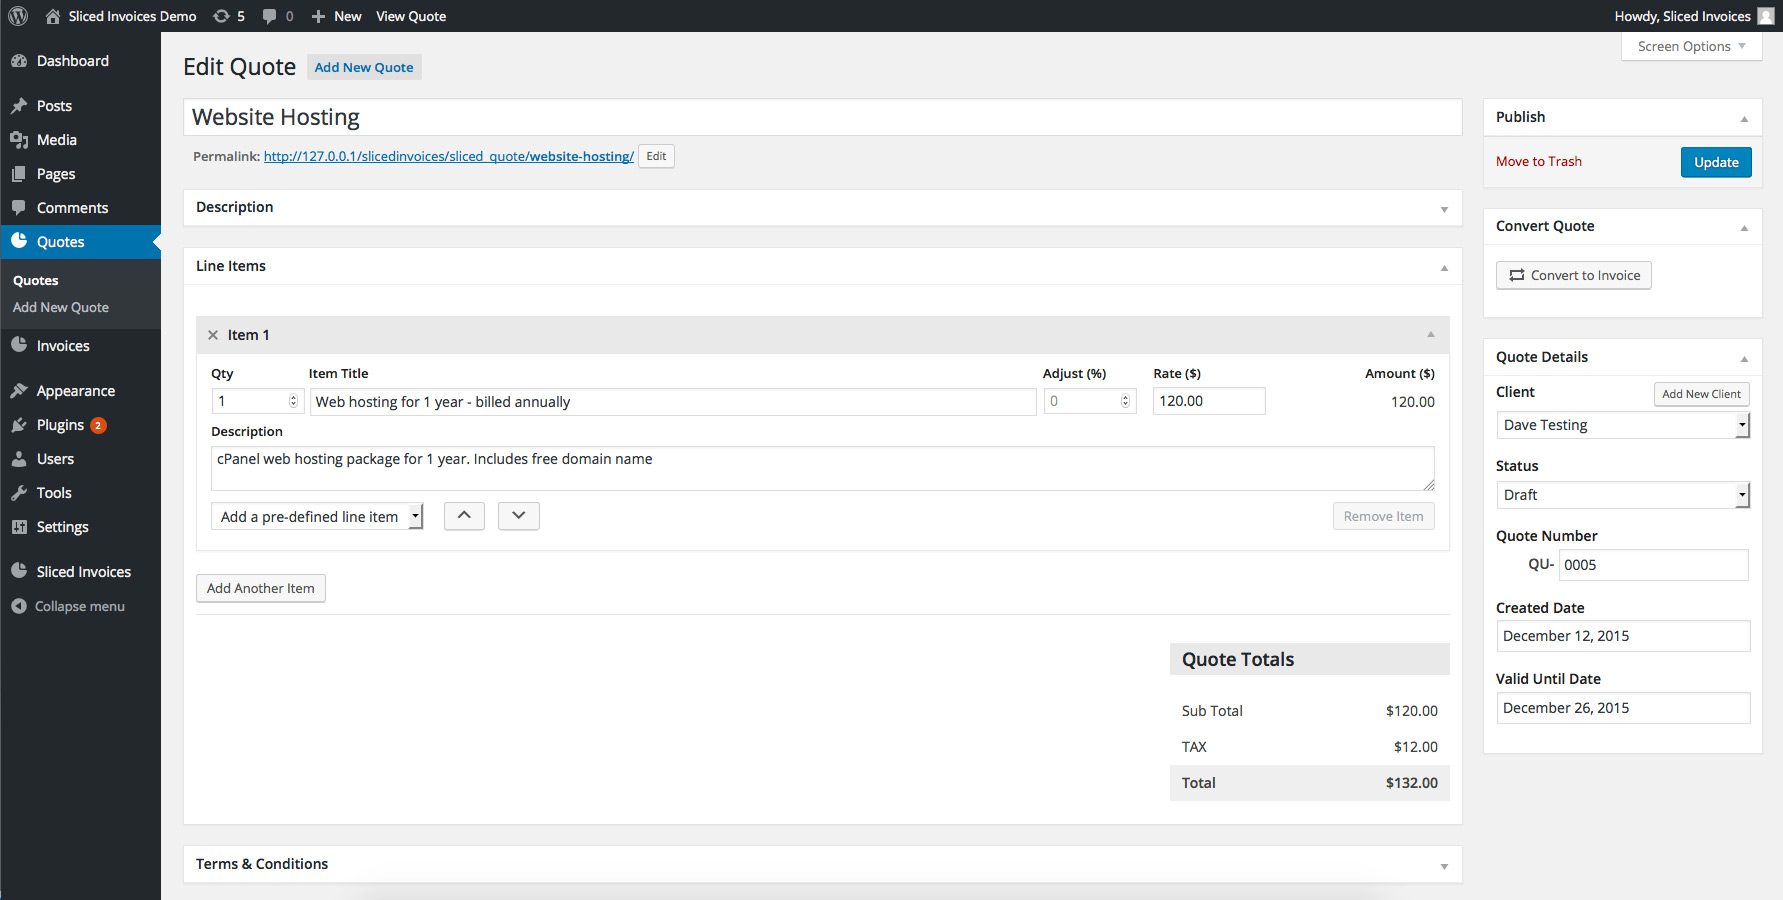 Sliced Invoices Demo 5 0 New View Quote Howdy, Sliced Invoices
Screen Options
Dashboard
Posts
Media
Pages
Comments
Quotes
Quotes
Add New Quote
Invoices
Appearance
Plugins 2
Users
Tools
Settings
Sliced Invoices
Collapse menu
Edit Quote Add New Quote
Website Hosting
Permalink: http://127.0.0.1/slicedinvoices/sliced_quote/website-hosting/ Edit
Description
Line Items
Item 1
Qty Item Title Adjust (%) Rate ($) Amount ($)
1 Web hosting for 1 year - billed annually 0 120.00 120.00
Description
cPanel web hosting package for 1 year. Includes free domain name
Add a pre-defined line item Remove Item
Add Another Item
Quote Totals
Sub Total $120.00
TAX $12.00
Total $132.00
Terms & Conditions
Publish
Move to Trash Update
Convert Quote
Convert to Invoice
Quote Details
Client Add New Client
Dave Testing
Status
Draft
Quote Number
QU- 0005
Created Date
December 12, 2015
Valid Until Date
December 26, 2015